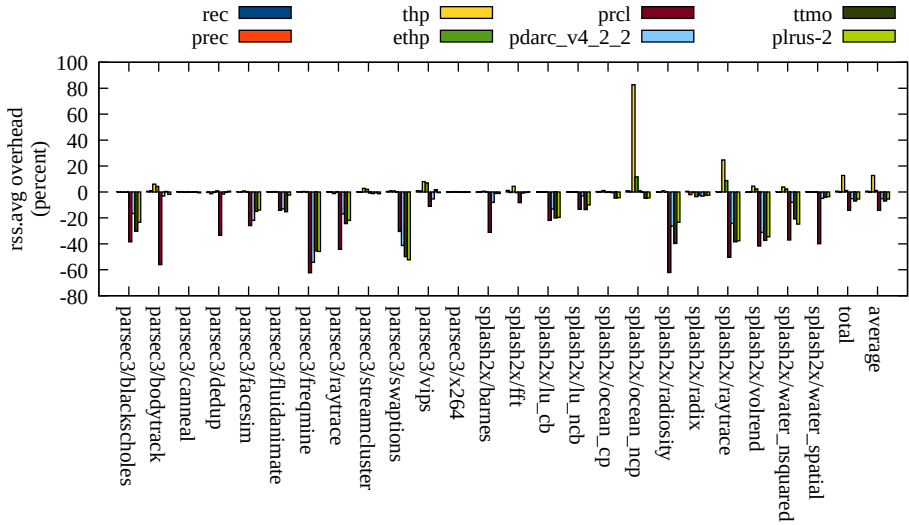 rec thp prcl ttmo
prec ethp pdarc_v4_2_2 plrus-2
rss.avg overhead
(percent)
100
80
60
40
20
0
-20
-40
-60
-80
parsec3/blackscholes
parsec3/bodytrack
parsec3/canneal
parsec3/dedup
parsec3/facesim
parsec3/fluidanimate
parsec3/freqmine
parsec3/raytrace
parsec3/streamcluster
parsec3/swaptions
parsec3/vips
parsec3/x264
splash2x/barnes
splash2x/fft
splash2x/lu_cb
splash2x/lu_ncb
splash2x/ocean_cp
splash2x/ocean_ncp
splash2x/radiosity
splash2x/radix
splash2x/raytrace
splash2x/volrend
splash2x/water_nsquared
splash2x/water_spatial
total
average